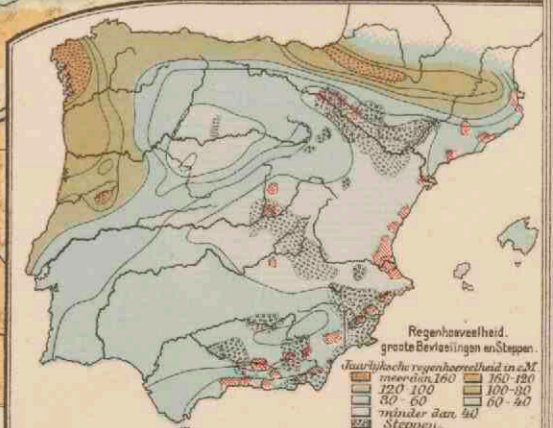 Regenhoeveelheid.
groote Bevloeiingen en Steppen.
Jaarlijksche regenhoeveelheid in c.M.
meer dan 160 160-120
120-100 100-80
80-60 60-40
minder dan 40
Steppen.